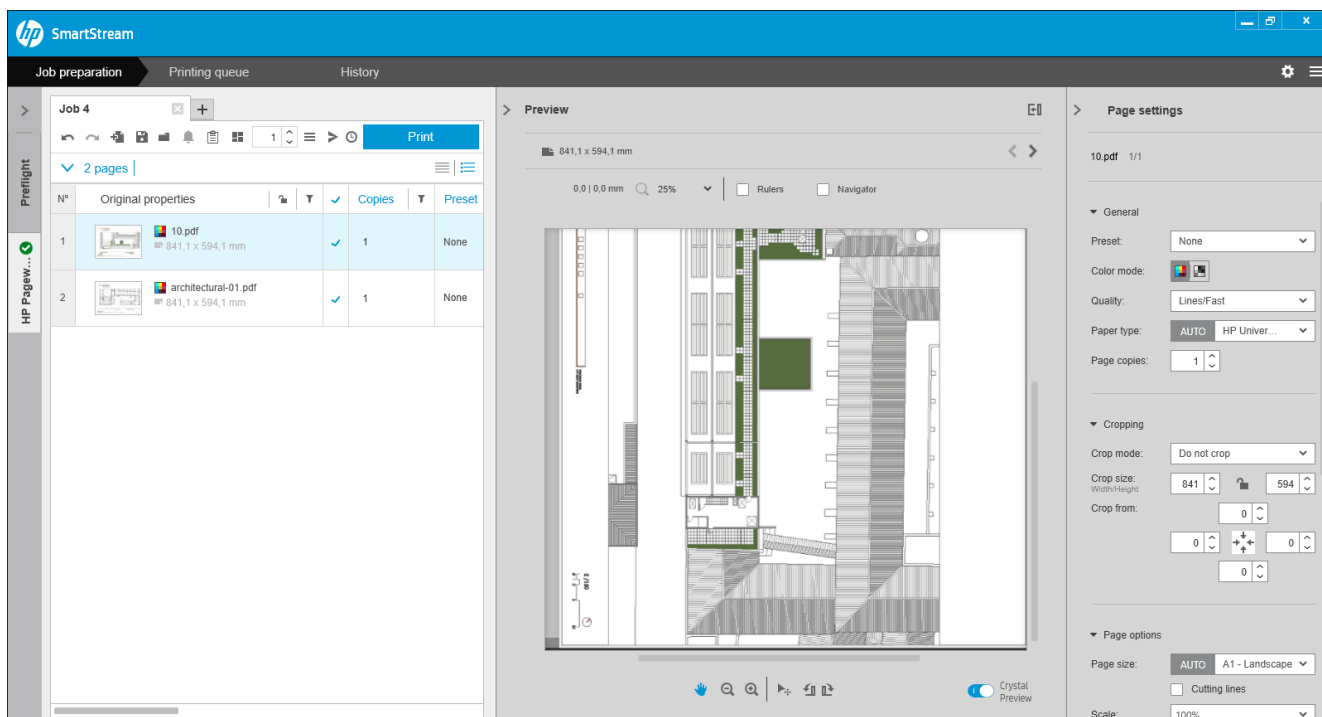 hp SmartStream
Job preparation Printing queue History
Job 4
1 Print
2 pages
Nº Original properties Copies Preset
1 10.pdf 1 None
841,1 x 594,1 mm
2 architectural-01.pdf 1 None
841,1 x 594,1 mm
Preflight
HP Pagew...
Preview
841,1 x 594,1 mm
0,0 | 0,0 mm 25% Rulers Navigator
Crystal
Preview
Page settings
10.pdf 1/1
General
Preset: None
Color mode:
Quality: Lines/Fast
Paper type: AUTO HP Univer...
Page copies: 1
Cropping
Crop mode: Do not crop
Crop size: 841 594
Width/Height
Crop from: 0
0 0
0
Page options
Page size: AUTO A1 - Landscape
Cutting lines
Scale: 100%